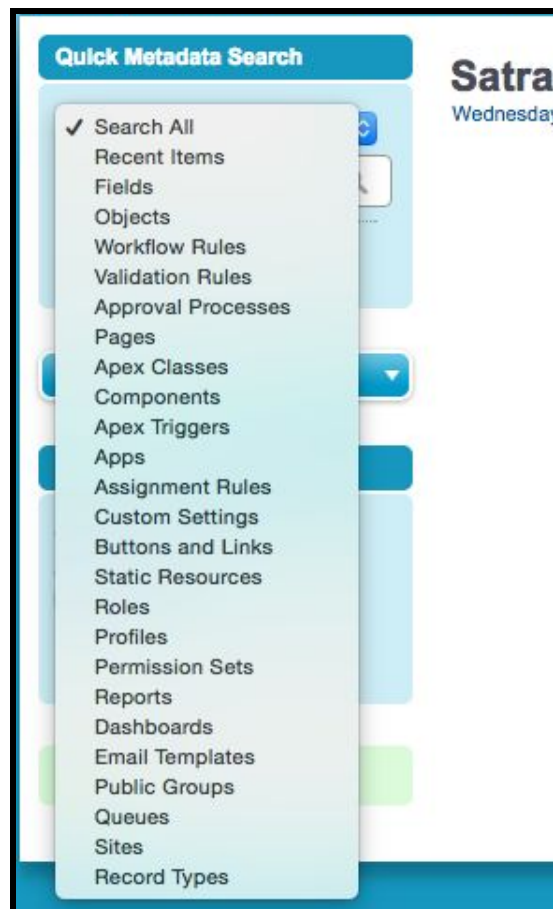 Quick Metadata Search
Satra
Wednesday
Search All
Recent Items
Fields
Objects
Workflow Rules
Validation Rules
Approval Processes
Pages
Apex Classes
Components
Apex Triggers
Apps
Assignment Rules
Custom Settings
Buttons and Links
Static Resources
Roles
Profiles
Permission Sets
Reports
Dashboards
Email Templates
Public Groups
Queues
Sites
Record Types